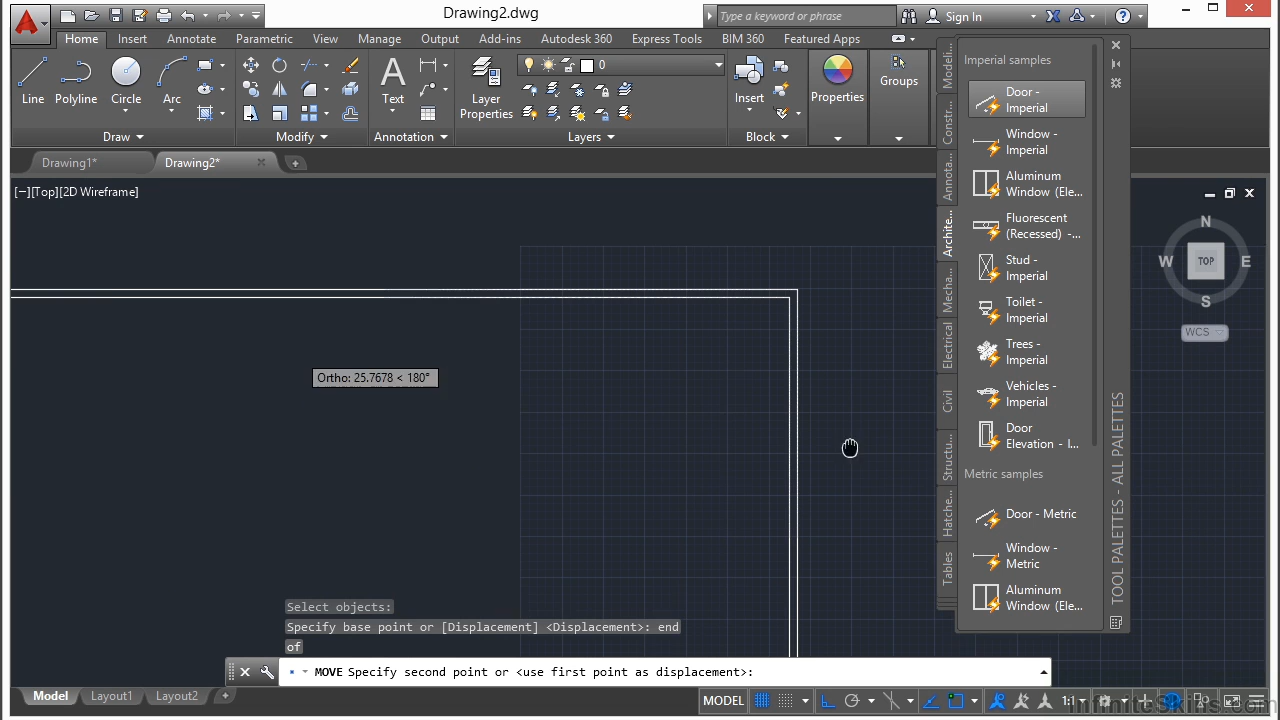 Drawing2.dwg
Type a keyword or phrase
Sign In
Home Insert Annotate Parametric View Manage Output Add-ins Autodesk 360 Express Tools BIM 360 Featured Apps
Line Polyline Circle Arc
Text
Layer
Properties
0
Insert
Properties
Groups
Draw
Modify
Annotation
Layers
Block
Drawing1*
Drawing2*
[−][Top][2D Wireframe]
Modeli...
Constr...
Annota...
Archite...
Mecha...
Electrical
Civil
Structu...
Hatche...
Tables
Imperial samples
Door -
Imperial
Window -
Imperial
Aluminum
Window (Ele...
Fluorescent
(Recessed) -...
Stud -
Imperial
Toilet -
Imperial
Trees -
Imperial
Vehicles -
Imperial
Door
Elevation - I...
Metric samples
Door - Metric
Window -
Metric
Aluminum
Window (Ele...
TOOL PALETTES - ALL PALETTES
N
W TOP E
S
WCS
Ortho: 25.7678 < 180°
Select objects:
Specify base point or [Displacement] <Displacement>: end
of
MOVE Specify second point or <use first point as displacement>:
Model Layout1 Layout2
MODEL
1:1
InfiniteSkills.com